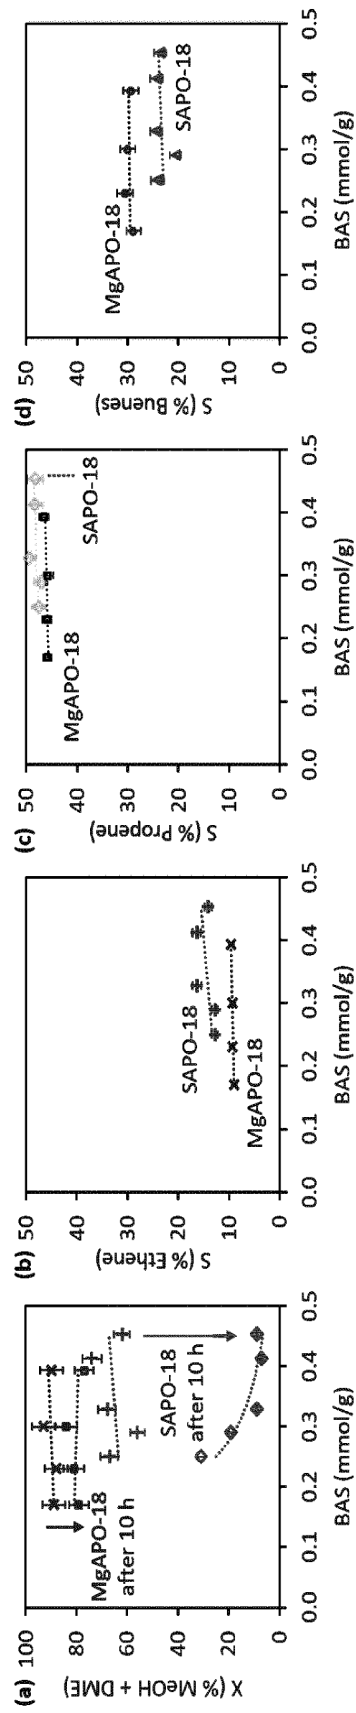 (a)
X (% MeOH + DME)
100
80
60
40
20
0
MgAPO-18
after 10 h
SAPO-18
after 10 h
0.0 0.1 0.2 0.3 0.4 0.5
BAS (mmol/g)
(b)
S (% Ethene)
50
40
30
20
10
0
SAPO-18
MgAPO-18
0.0 0.1 0.2 0.3 0.4 0.5
BAS (mmol/g)
(c)
S (% Propene)
50
40
30
20
10
0
MgAPO-18
SAPO-18
0.0 0.1 0.2 0.3 0.4 0.5
BAS (mmol/g)
(d)
S (% Buenes)
50
40
30
20
10
0
MgAPO-18
SAPO-18
0.0 0.1 0.2 0.3 0.4 0.5
BAS (mmol/g)